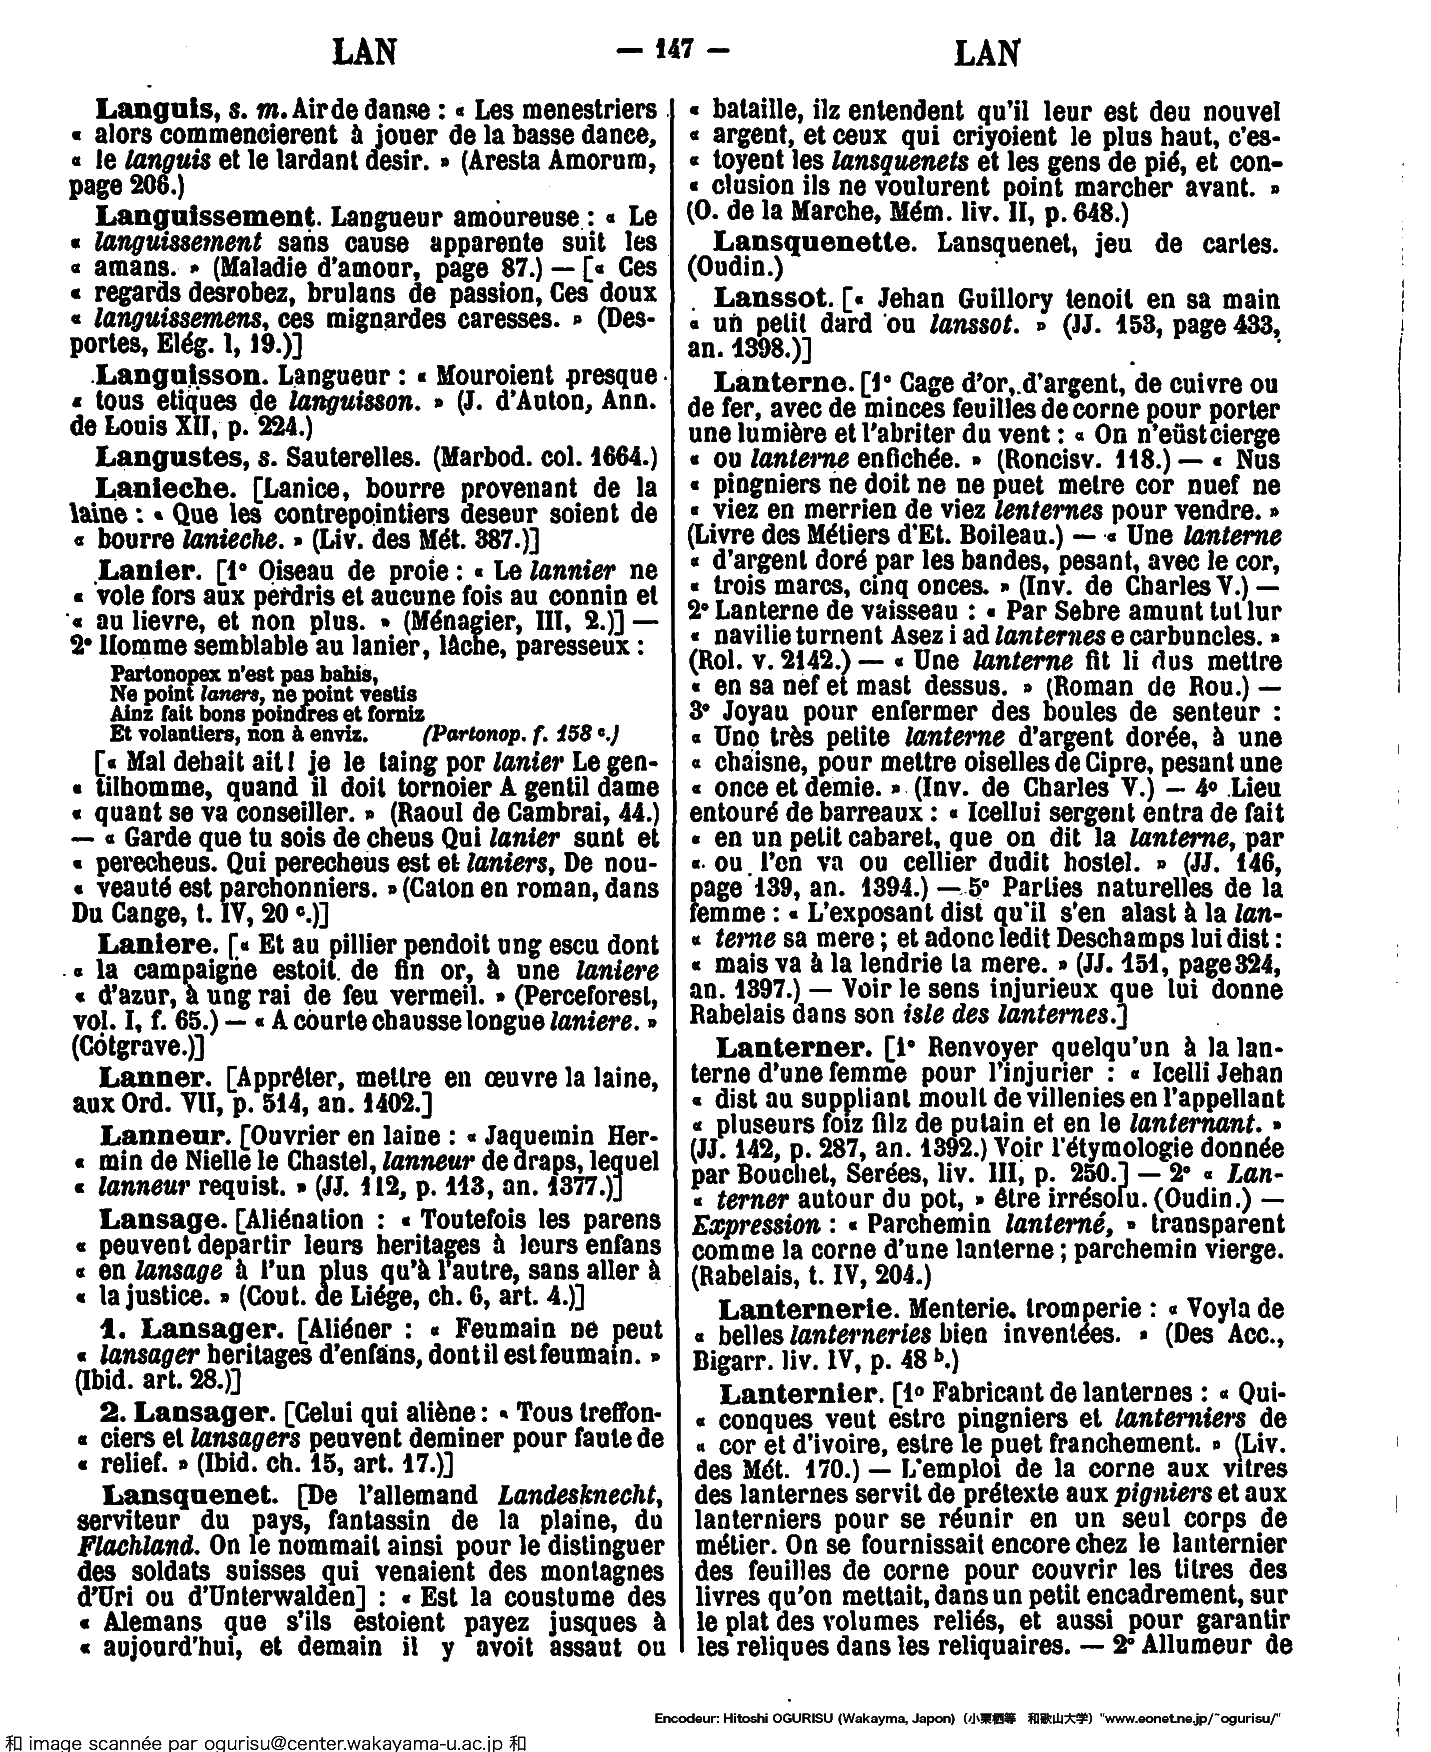 LAN — 147 — LAN
Languis, s. m. Air de danse : « Les menestriers
« alors commencierent à jouer de la basse dance,
« le languis et le tardant desir. » (Aresta Amorum,
page 206.)
Languissement. Langueur amoureuse : « Le
« languissement sans cause apparente suit les
« amans. » (Maladie d'amour, page 87.) — [« Ces
« regards desrobez, brulans de passion, Ces doux
« languissemens, ces mignardes caresses. » (Des-
portes, Elég. I, 19.)]
Languisson. Langueur : « Mouroient presque
« tous etiques de languisson. » (J. d'Auton, Ann.
de Louis XII, p. 224.)
Langustes, s. Sauterelles. (Marbod. col. 1664.)
Lanieche. [Lanice, bourre provenant de la
laine : « Que les contrepointiers deseur soient de
« bourre lanieche. » (Liv. des Mét. 387.)]
Lanier. [1° Oiseau de proie : « Le lannier ne
« vole fors aux perdris et aucune fois au connin et
« au lievre, et non plus. » (Ménagier, III, 2.)] —
2° Homme semblable au lanier, lâche, paresseux :
Partonopex n'est pas bahis,
Ne point laners, ne point vestis
Ainz fait bons poindres et forniz
Et volantiers, non à enviz. (Partonop. f. 158 c.)
[« Mal dehait ait ! je le taing por lanier Le gen-
« tilhomme, quand il doit tornoier A gentil dame
« quant se va conseiller. » (Raoul de Cambrai, 44.)
— « Garde que tu sois de cheus Qui lanier sunt et
« perecheus. Qui perecheus est et laniers, De nou-
« veauté est parchonniers. » (Caton en roman, dans
Du Cange, t. IV, 20 c.)]
Laniere. [« Et au pillier pendoit ung escu dont
« la campaigne estoit de fin or, à une laniere
« d'azur, à ung rai de feu vermeil. » (Perceforest,
vol. I, f. 65.) — « A courte chausse longue laniere. »
(Cotgrave.)]
Lanner. [Apprêter, mettre en œuvre la laine,
aux Ord. VII, p. 514, an. 1402.]
Lanneur. [Ouvrier en laine : « Jaquemin Her-
« min de Nielle le Chastel, lanneur de draps, lequel
« lanneur requist. » (JJ. 112, p. 113, an. 1377.)]
Lansage. [Aliénation : « Toutefois les parens
« peuvent departir leurs heritages à leurs enfans
« en lansage à l'un plus qu'à l'autre, sans aller à
« la justice. » (Cout. de Liége, ch. 6, art. 4.)]
1. Lansager. [Aliéner : « Feumain ne peut
« lansager heritages d'enfans, dont il est feumain. »
(Ibid. art. 28.)]
2. Lansager. [Celui qui aliène : « Tous treffon-
« ciers et lansagers peuvent deminer pour faute de
« relief. » (Ibid. ch. 15, art. 17.)]
Lansquenet. [De l'allemand Landesknecht,
serviteur du pays, fantassin de la plaine, du
Flachland. On le nommait ainsi pour le distinguer
des soldats suisses qui venaient des montagnes
d'Uri ou d'Unterwalden] : « Est la coustume des
« Alemans que s'ils estoient payez jusques à
« aujourd'hui, et demain il y avoit assaut ou
« bataille, ilz entendent qu'il leur est deu nouvel
« argent, et ceux qui criyoient le plus haut, c'es-
« toyent les lansquenets et les gens de pié, et con-
« clusion ils ne voulurent point marcher avant. »
(O. de la Marche, Mém. liv. II, p. 648.)
Lansquenette. Lansquenet, jeu de cartes.
(Oudin.)
Lanssot. [« Jehan Guillory tenoit en sa main
« un petit dard ou lanssot. » (JJ. 153, page 433,
an. 1398.)]
Lanterne. [1° Cage d'or, d'argent, de cuivre ou
de fer, avec de minces feuilles de corne pour porter
une lumière et l'abriter du vent : « On n'eüst cierge
« ou lanterne enfichée. » (Roncisv. 118.) — « Nus
« pingniers ne doit ne ne puet metre cor nuef ne
« viez en merrien de viez lenternes pour vendre. »
(Livre des Métiers d'Et. Boileau.) — « Une lanterne
« d'argent doré par les bandes, pesant, avec le cor,
« trois marcs, cinq onces. » (Inv. de Charles V.) —
2° Lanterne de vaisseau : « Par Sebre amunt tut lur
« navilie turnent Asez i ad lanternes e carbuncles. »
(Rol. v. 2142.) — « Une lanterne fit li dus mettre
« en sa nef et mast dessus. » (Roman de Rou.) —
3° Joyau pour enfermer des boules de senteur :
« Une très petite lanterne d'argent dorée, à une
« chaisne, pour mettre oiselles de Cipre, pesant une
« once et demie. » (Inv. de Charles V.) — 4° Lieu
entouré de barreaux : « Icellui sergent entra de fait
« en un petit cabaret, que on dit la lanterne, par
« ou l'en va ou cellier dudit hostel. » (JJ. 146,
page 139, an. 1394.) — 5° Parties naturelles de la
femme : « L'exposant dist qu'il s'en alast à la lan-
« terne sa mere ; et adonc ledit Deschamps lui dist :
« mais va à la lendrie ta mere. » (JJ. 151, page 324,
an. 1397.) — Voir le sens injurieux que lui donne
Rabelais dans son isle des lanternes.]
Lanterner. [1° Renvoyer quelqu'un à la lan-
terne d'une femme pour l'injurier : « Icelli Jehan
« dist au suppliant moult de villenies en l'appellant
« pluseurs foiz filz de putain et en le lanternant. »
(JJ. 142, p. 287, an. 1392.) Voir l'étymologie donnée
par Bouchet, Serées, liv. III, p. 250.] — 2° « Lan-
« terner autour du pot, » être irrésolu. (Oudin.) —
Expression : « Parchemin lanterné, » transparent
comme la corne d'une lanterne ; parchemin vierge.
(Rabelais, t. IV, 204.)
Lanternerie. Menterie, tromperie : « Voyla de
« belles lanterneries bien inventées. » (Des Acc.,
Bigarr. liv. IV, p. 48 b.)
Lanternier. [1° Fabricant de lanternes : « Qui-
« conques veut estre pingniers et lanterniers de
« cor et d'ivoire, estre le puet franchement. » (Liv.
des Mét. 170.) — L'emploi de la corne aux vitres
des lanternes servit de prétexte aux pigniers et aux
lanterniers pour se réunir en un seul corps de
métier. On se fournissait encore chez le lanternier
des feuilles de corne pour couvrir les titres des
livres qu'on mettait, dans un petit encadrement, sur
le plat des volumes reliés, et aussi pour garantir
les reliques dans les reliquaires. — 2° Allumeur de
Encodeur: Hitoshi OGURISU (Wakayma, Japon) (小栗栖等 和歌山大学) "www.eonet.ne.jp/~ogurisu/"
和 image scannée par ogurisu@center.wakayama-u.ac.jp 和